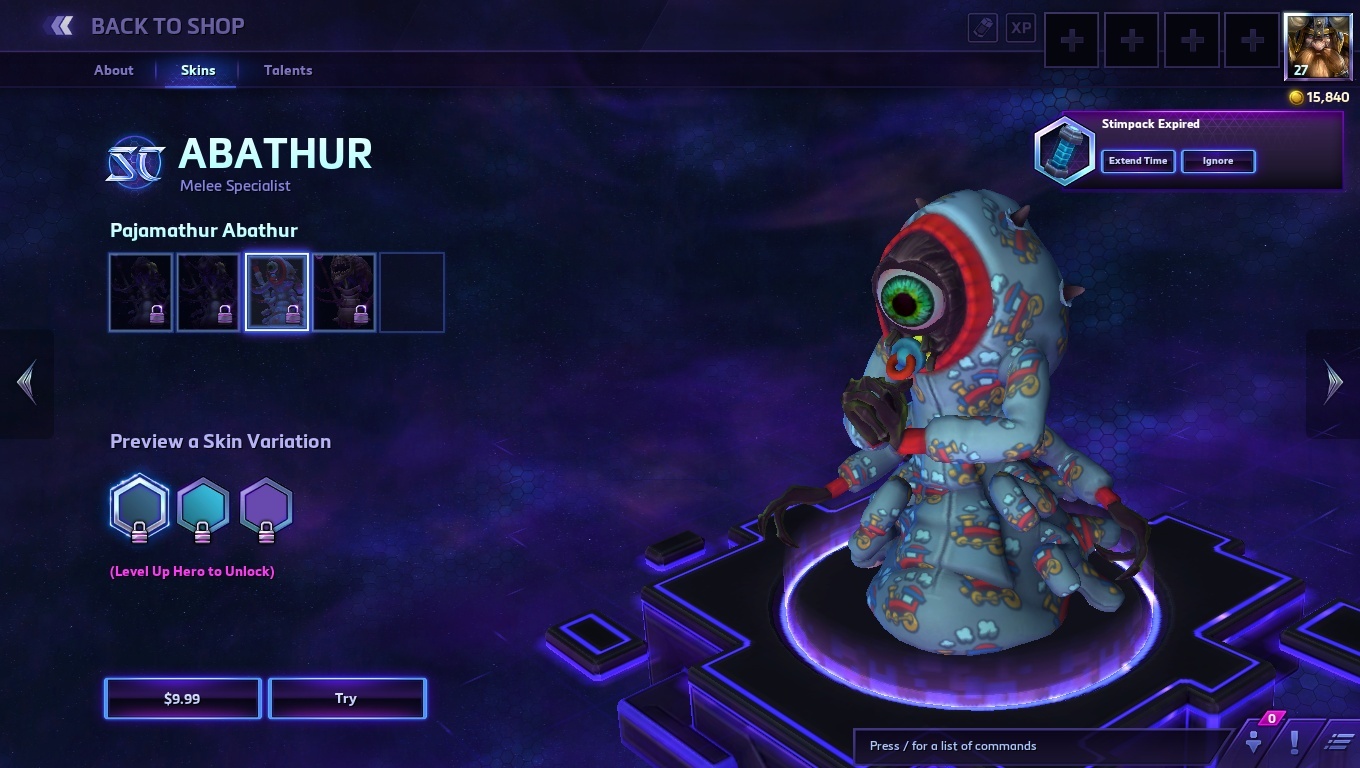 BACK TO SHOP
XP
27
About
Skins
Talents
15,840
Stimpack Expired
Extend Time
Ignore
SC
ABATHUR
Melee Specialist
Pajamathur Abathur
Preview a Skin Variation
(Level Up Hero to Unlock)
$9.99
Try
0
Press / for a list of commands